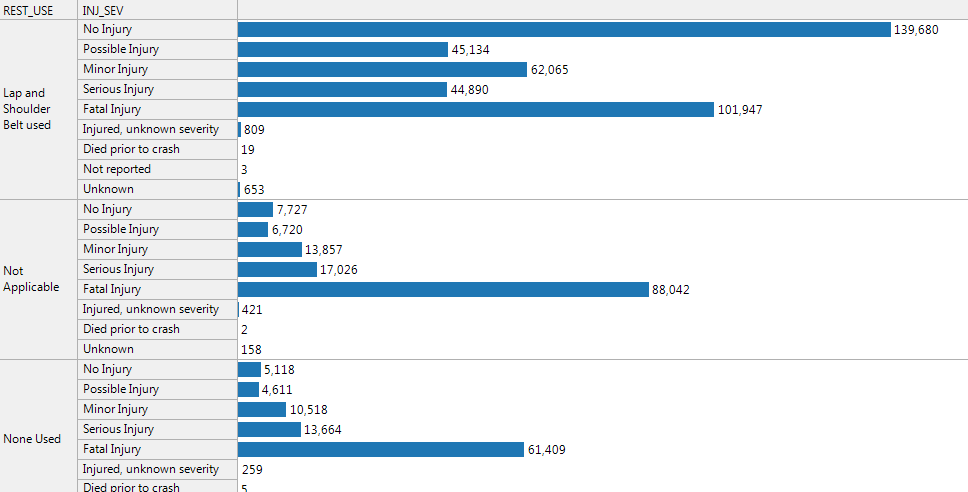 REST_USE INJ_SEV
Lap and
Shoulder
Belt used
No Injury 139,680
Possible Injury 45,134
Minor Injury 62,065
Serious Injury 44,890
Fatal Injury 101,947
Injured, unknown severity 809
Died prior to crash 19
Not reported 3
Unknown 653
Not
Applicable
No Injury 7,727
Possible Injury 6,720
Minor Injury 13,857
Serious Injury 17,026
Fatal Injury 88,042
Injured, unknown severity 421
Died prior to crash 2
Unknown 158
None Used
No Injury 5,118
Possible Injury 4,611
Minor Injury 10,518
Serious Injury 13,664
Fatal Injury 61,409
Injured, unknown severity 259
Died prior to crash 5